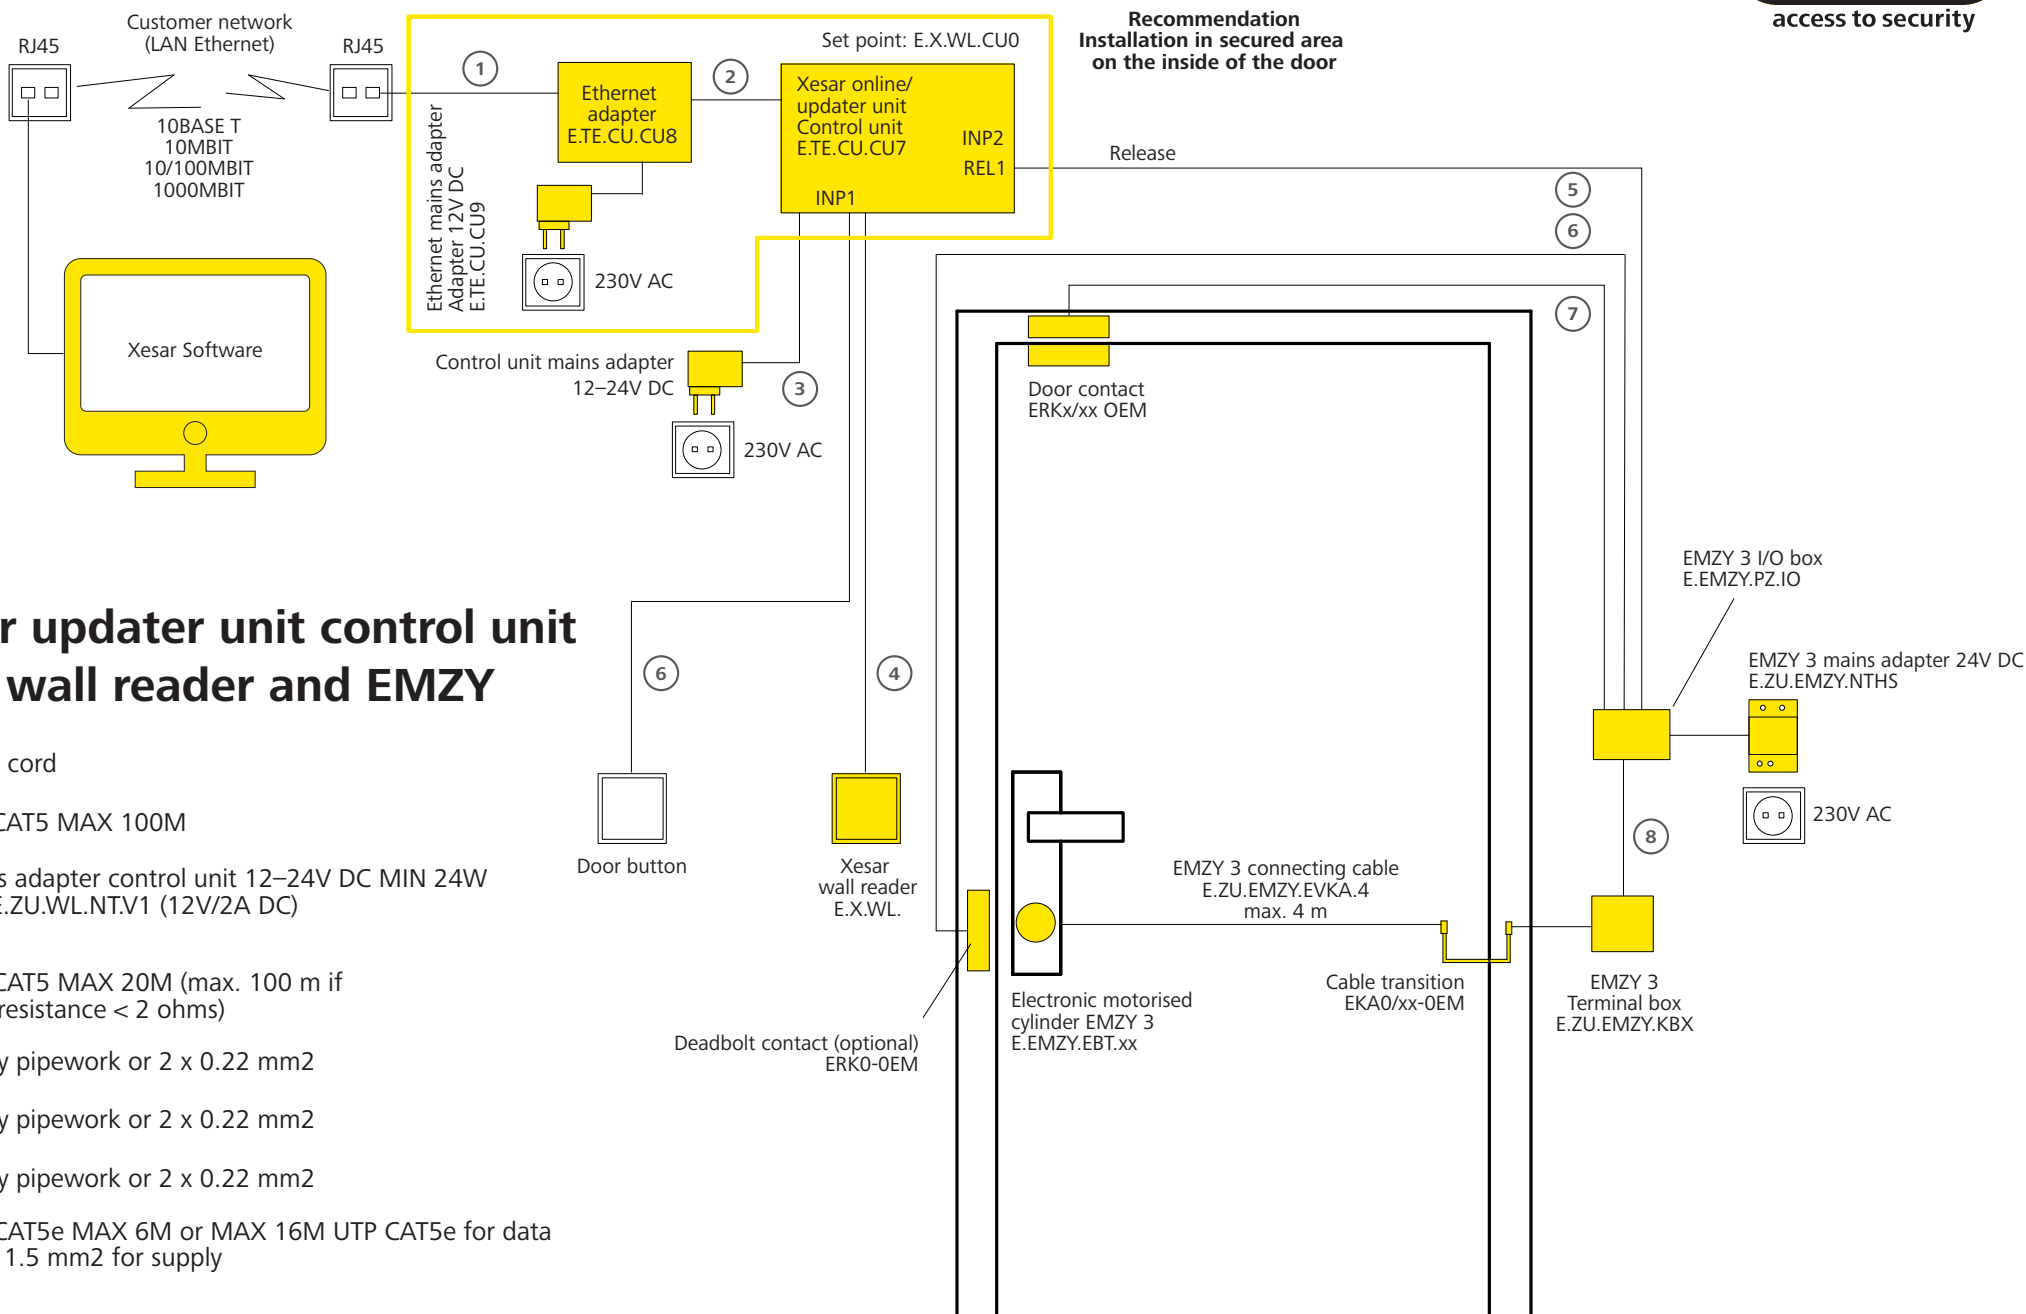 access to security
Customer network
(LAN Ethernet)
RJ45
RJ45
10BASE T
10MBIT
10/100MBIT
1000MBIT
Xesar Software
1
2
Set point: E.X.WL.CU0
Ethernet
adapter
E.TE.CU.CU8
Ethernet mains adapter
Adapter 12V DC
E.TE.CU.CU9
230V AC
Xesar online/
updater unit
Control unit
E.TE.CU.CU7
INP2
REL1
INP1
Recommendation
Installation in secured area
on the inside of the door
Release
5
6
7
Control unit mains adapter
12–24V DC
3
230V AC
Door contact
ERKx/xx OEM
EMZY 3 I/O box
E.EMZY.PZ.IO
EMZY 3 mains adapter 24V DC
E.ZU.EMZY.NTHS
230V AC
8
6
4
Door button
Xesar
wall reader
E.X.WL.
EMZY 3 connecting cable
E.ZU.EMZY.EVKA.4
max. 4 m
Cable transition
EKA0/xx-0EM
EMZY 3
Terminal box
E.ZU.EMZY.KBX
Electronic motorised
cylinder EMZY 3
E.EMZY.EBT.xx
Deadbolt contact (optional)
ERK0-0EM
r updater unit control unit
wall reader and EMZY
cord
CAT5 MAX 100M
s adapter control unit 12–24V DC MIN 24W
E.ZU.WL.NT.V1 (12V/2A DC)
CAT5 MAX 20M (max. 100 m if
resistance < 2 ohms)
y pipework or 2 x 0.22 mm2
y pipework or 2 x 0.22 mm2
y pipework or 2 x 0.22 mm2
CAT5e MAX 6M or MAX 16M UTP CAT5e for data
1.5 mm2 for supply